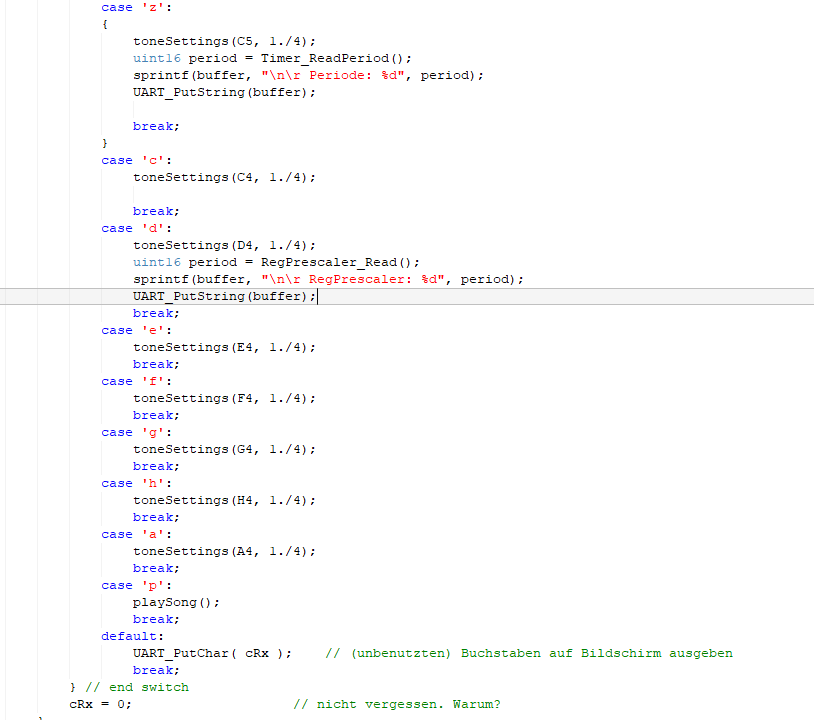 case 'z':
{
toneSettings(C5, 1./4);
uint16 period = Timer_ReadPeriod();
sprintf(buffer, "\n\r Periode: %d", period);
UART_PutString(buffer);
break;
}
case 'c':
toneSettings(C4, 1./4);
break;
case 'd':
toneSettings(D4, 1./4);
uint16 period = RegPrescaler_Read();
sprintf(buffer, "\n\r RegPrescaler: %d", period);
UART_PutString(buffer);
break;
case 'e':
toneSettings(E4, 1./4);
break;
case 'f':
toneSettings(F4, 1./4);
break;
case 'g':
toneSettings(G4, 1./4);
break;
case 'h':
toneSettings(H4, 1./4);
break;
case 'a':
toneSettings(A4, 1./4);
break;
case 'p':
playSong();
break;
default:
UART_PutChar( cRx );    // (unbenutzten) Buchstaben auf Bildschirm ausgeben
break;
} // end switch
cRx = 0;                    // nicht vergessen. Warum?